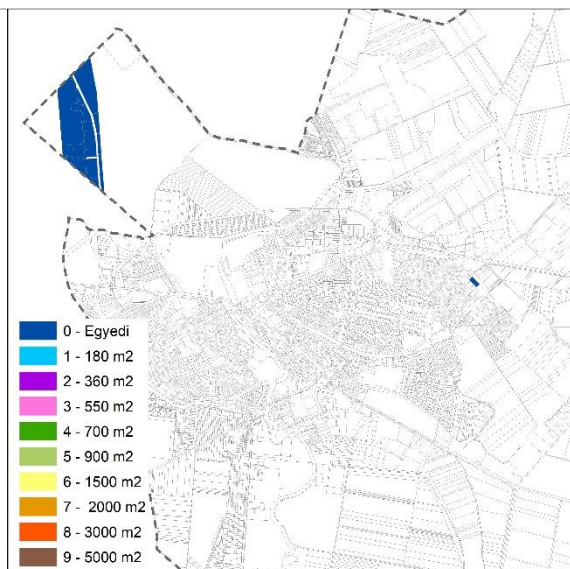 0 - Egyedi
1 - 180 m2
2 - 360 m2
3 - 550 m2
4 - 700 m2
5 - 900 m2
6 - 1500 m2
7 - 2000 m2
8 - 3000 m2
9 - 5000 m2